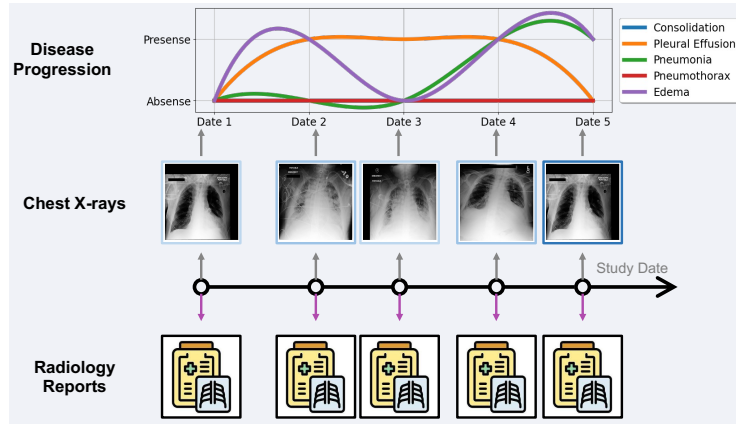 Disease
Progression
Presense
Absense
Consolidation
Pleural Effusion
Pneumonia
Pneumothorax
Edema
Date 1
Date 2
Date 3
Date 4
Date 5
Chest X-rays
Study Date
Radiology
Reports